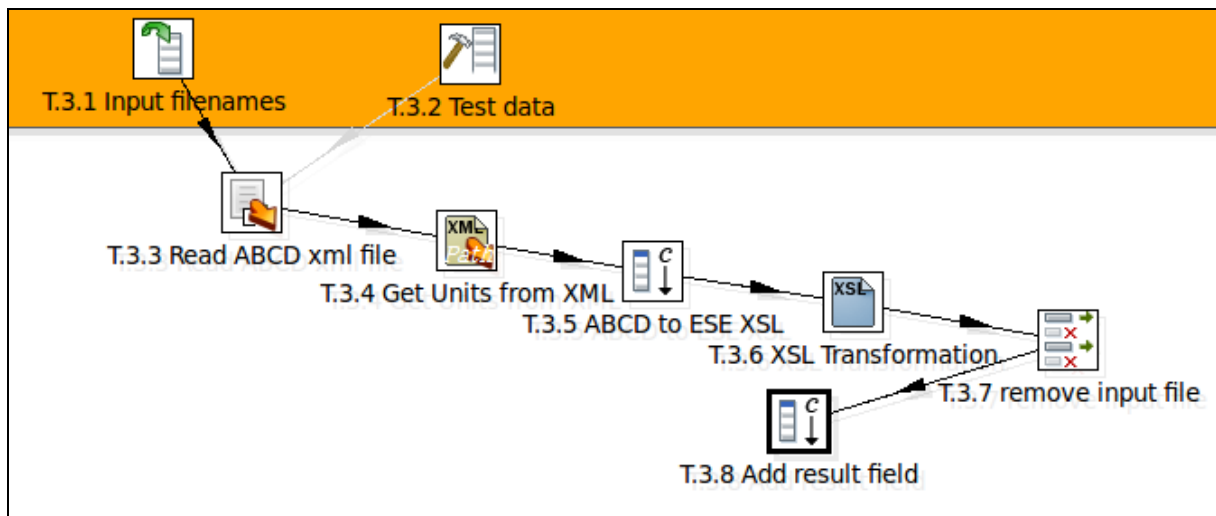 T.3.1 Input filenames
T.3.2 Test data
T.3.3 Read ABCD xml file
XML
Path
T.3.4 Get Units from XML
C
T.3.5 ABCD to ESE XSL
XSL
T.3.6 XSL Transformation
T.3.7 remove input file
C
T.3.8 Add result field